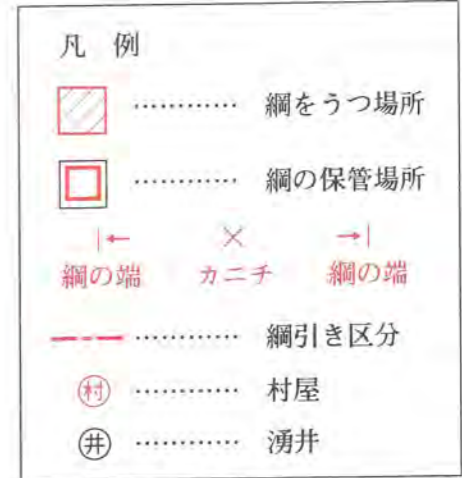 凡 例
………… 綱をうつ場所
………… 綱の保管場所
|← × →|
綱の端 カニチ 綱の端
………… 綱引き区分
村 ………… 村屋
井 ………… 湧井